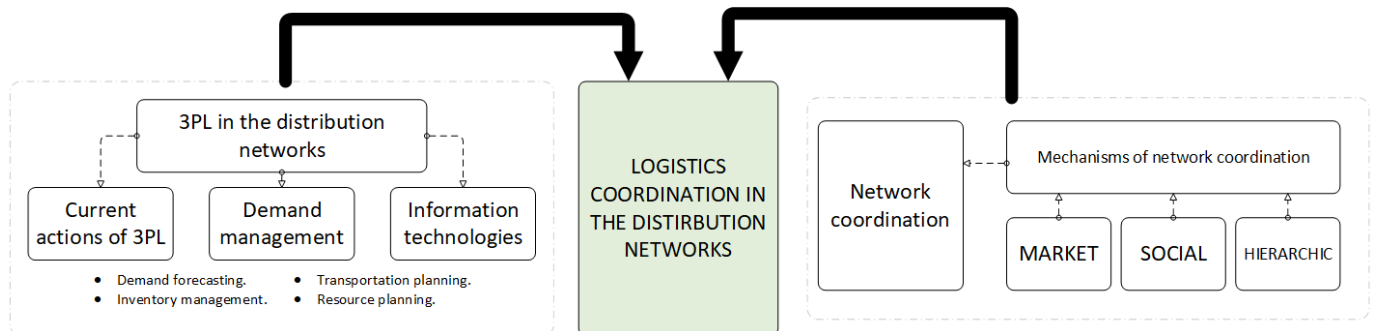 3PL in the distribution
networks
Current
actions of 3PL
Demand
management
Information
technologies
• Demand forecasting.
• Inventory management.
• Transportation planning.
• Resource planning.
LOGISTICS
COORDINATION IN
THE DISTIRBUTION
NETWORKS
Network
coordination
Mechanisms of network coordination
MARKET
SOCIAL
HIERARCHIC